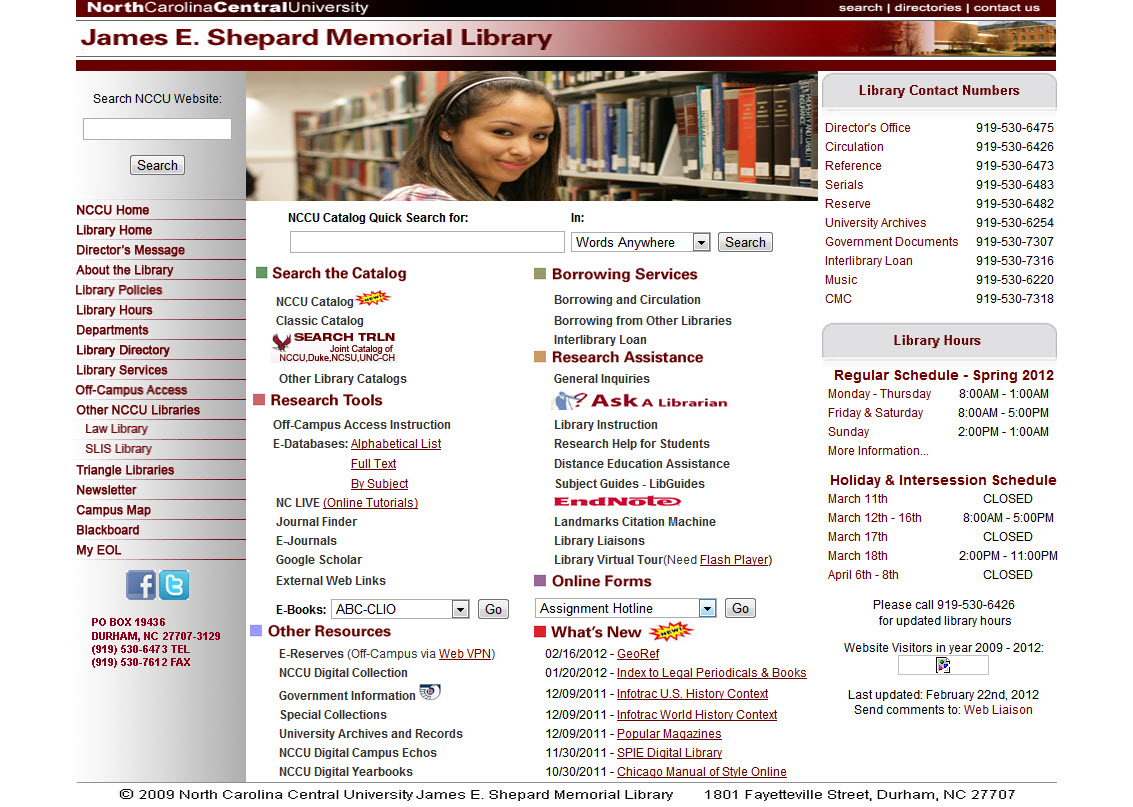 NorthCarolinaCentralUniversity
search | directories | contact us
James E. Shepard Memorial Library
Search NCCU Website:
Search
NCCU Home
Library Home
Director's Message
About the Library
Library Policies
Library Hours
Departments
Library Directory
Library Services
Off-Campus Access
Other NCCU Libraries
Law Library
SLIS Library
Triangle Libraries
Newsletter
Campus Map
Blackboard
My EOL
PO BOX 19436
DURHAM, NC 27707-3129
(919) 530-6473 TEL
(919) 530-7612 FAX
NCCU Catalog Quick Search for:
In:
Words Anywhere
Search
Search the Catalog
NCCU Catalog NEW!
Classic Catalog
SEARCH TRLN
Joint Catalog of
NCCU,Duke,NCSU,UNC-CH
Other Library Catalogs
Research Tools
Off-Campus Access Instruction
E-Databases: Alphabetical List
Full Text
By Subject
NC LIVE (Online Tutorials)
Journal Finder
E-Journals
Google Scholar
External Web Links
E-Books: ABC-CLIO Go
Other Resources
E-Reserves (Off-Campus via Web VPN)
NCCU Digital Collection
Government Information
Special Collections
University Archives and Records
NCCU Digital Campus Echos
NCCU Digital Yearbooks
Borrowing Services
Borrowing and Circulation
Borrowing from Other Libraries
Interlibrary Loan
Research Assistance
General Inquiries
Ask A Librarian
Library Instruction
Research Help for Students
Distance Education Assistance
Subject Guides - LibGuides
EndNote
Landmarks Citation Machine
Library Liaisons
Library Virtual Tour(Need Flash Player)
Online Forms
Assignment Hotline Go
What's New NEW!
02/16/2012 - GeoRef
01/20/2012 - Index to Legal Periodicals & Books
12/09/2011 - Infotrac U.S. History Context
12/09/2011 - Infotrac World History Context
12/09/2011 - Popular Magazines
11/30/2011 - SPIE Digital Library
10/30/2011 - Chicago Manual of Style Online
Library Contact Numbers
Director's Office 919-530-6475
Circulation 919-530-6426
Reference 919-530-6473
Serials 919-530-6483
Reserve 919-530-6482
University Archives 919-530-6254
Government Documents 919-530-7307
Interlibrary Loan 919-530-7316
Music 919-530-6220
CMC 919-530-7318
Library Hours
Regular Schedule - Spring 2012
Monday - Thursday 8:00AM - 1:00AM
Friday & Saturday 8:00AM - 5:00PM
Sunday 2:00PM - 1:00AM
More Information...
Holiday & Intersession Schedule
March 11th CLOSED
March 12th - 16th 8:00AM - 5:00PM
March 17th CLOSED
March 18th 2:00PM - 11:00PM
April 6th - 8th CLOSED
Please call 919-530-6426
for updated library hours
Website Visitors in year 2009 - 2012:
Last updated: February 22nd, 2012
Send comments to: Web Liaison
© 2009 North Carolina Central University James E. Shepard Memorial Library 1801 Fayetteville Street, Durham, NC 27707